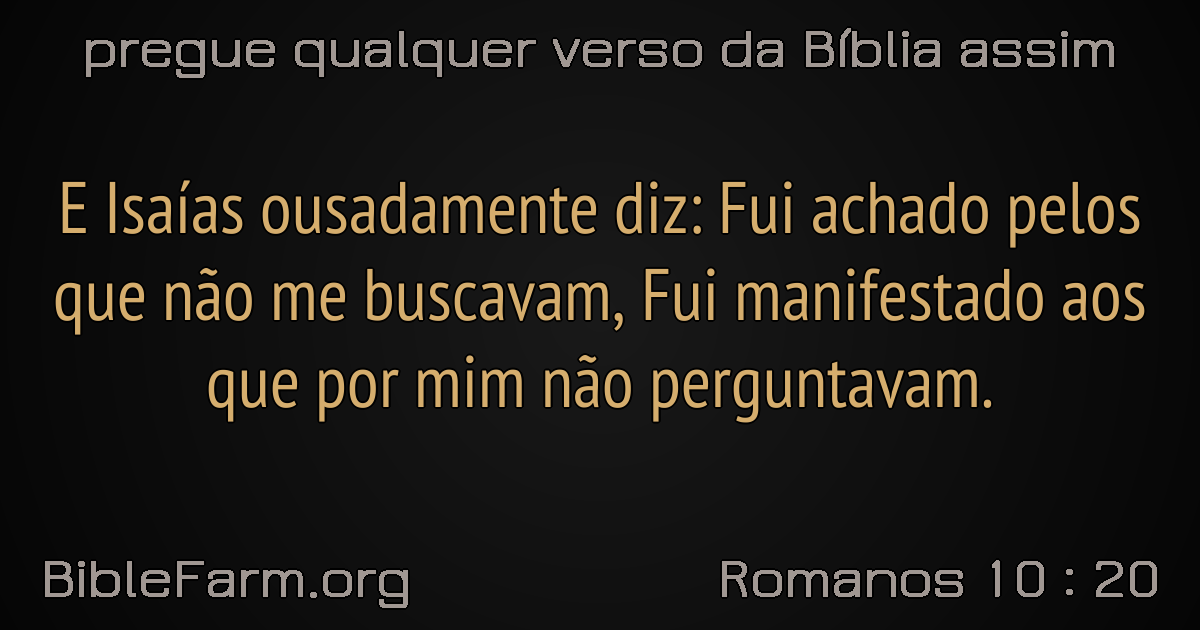 pregue qualquer verso da Bíblia assim
E Isaías ousadamente diz: Fui achado pelos
que não me buscavam, Fui manifestado aos
que por mim não perguntavam.
BibleFarm.org
Romanos 10 : 20